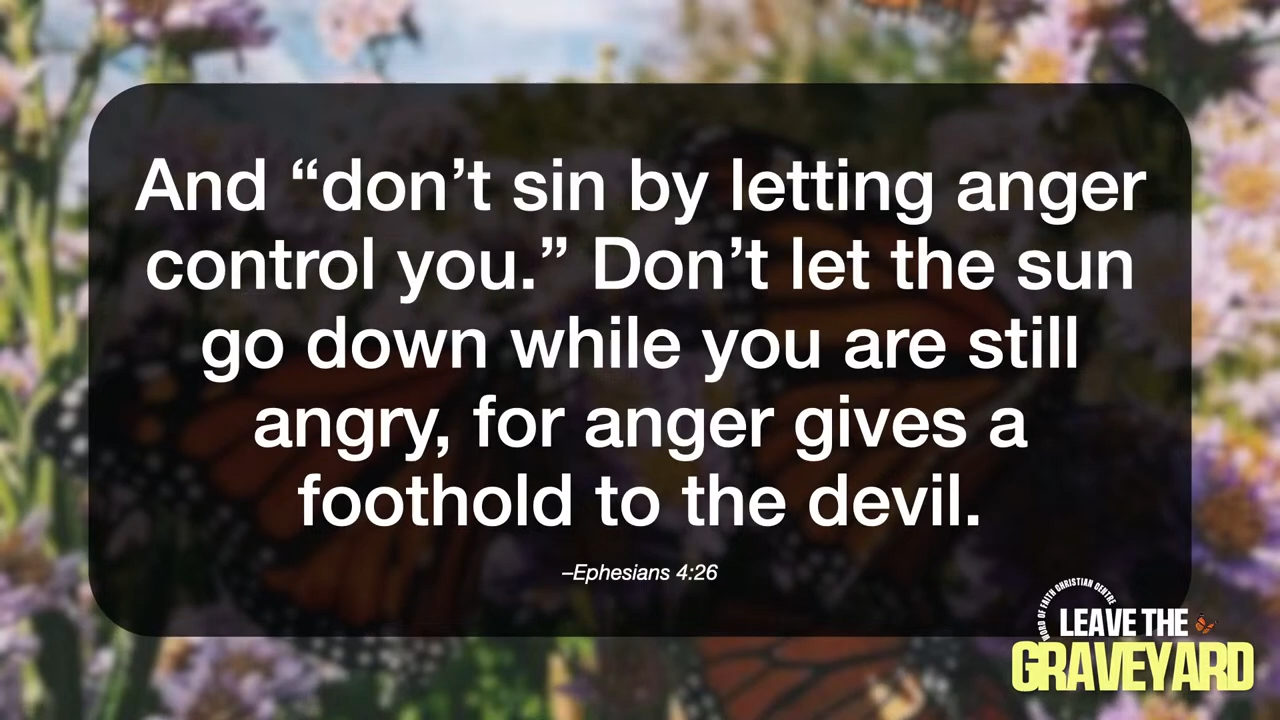 And “don’t sin by letting anger
control you.” Don’t let the sun
go down while you are still
angry, for anger gives a
foothold to the devil.
–Ephesians 4:26
WORD OF FAITH CHRISTIAN CENTRE
LEAVE THE
GRAVEYARD